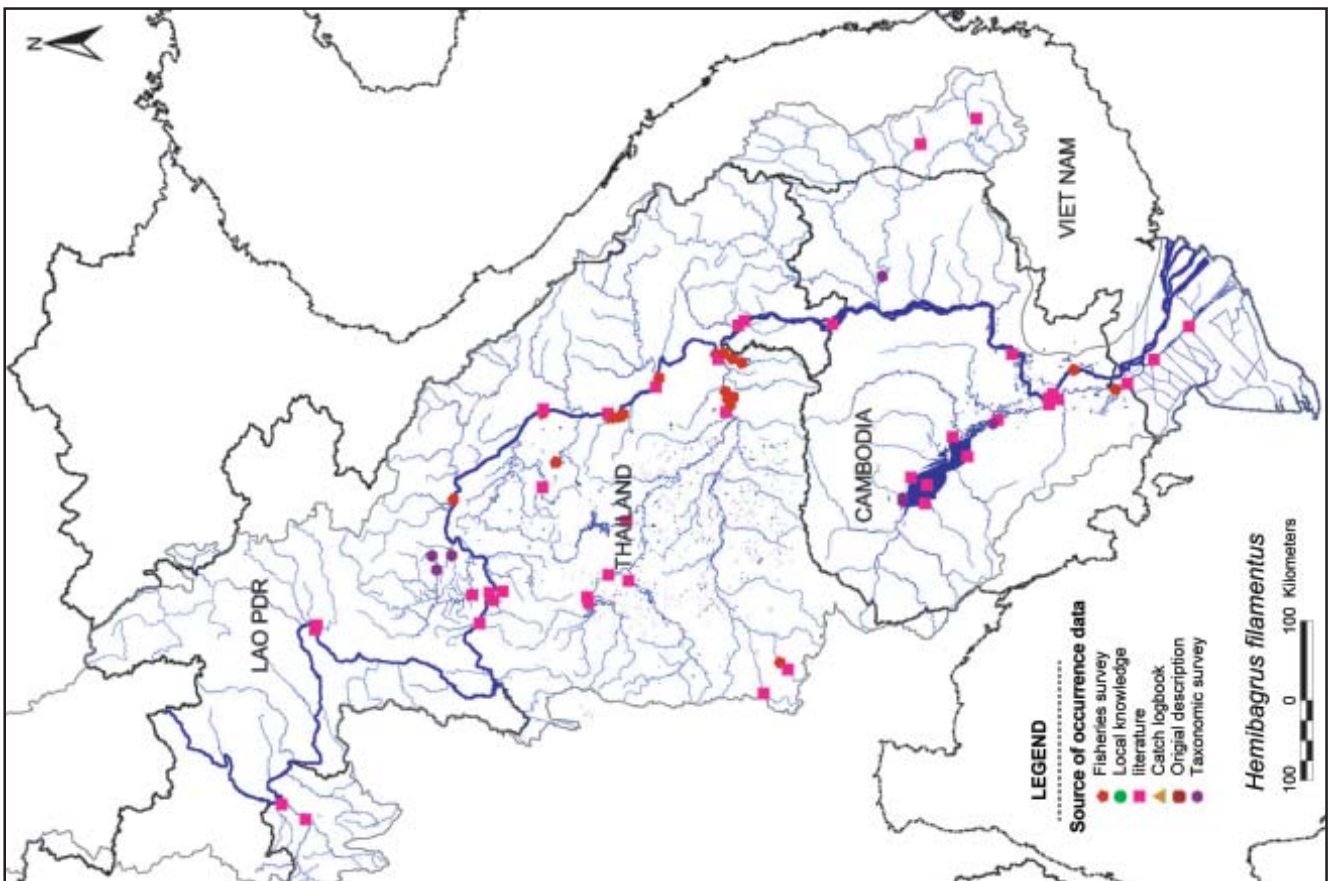 N
LAO PDR
THAILAND
VIET NAM
CAMBODIA
LEGEND
Source of occurrence data
Fisheries survey
Local knowledge
literature
Catch logbook
Origial description
Taxonomic survey
Hemibagrus filamentus
100 0 100 Kilometers